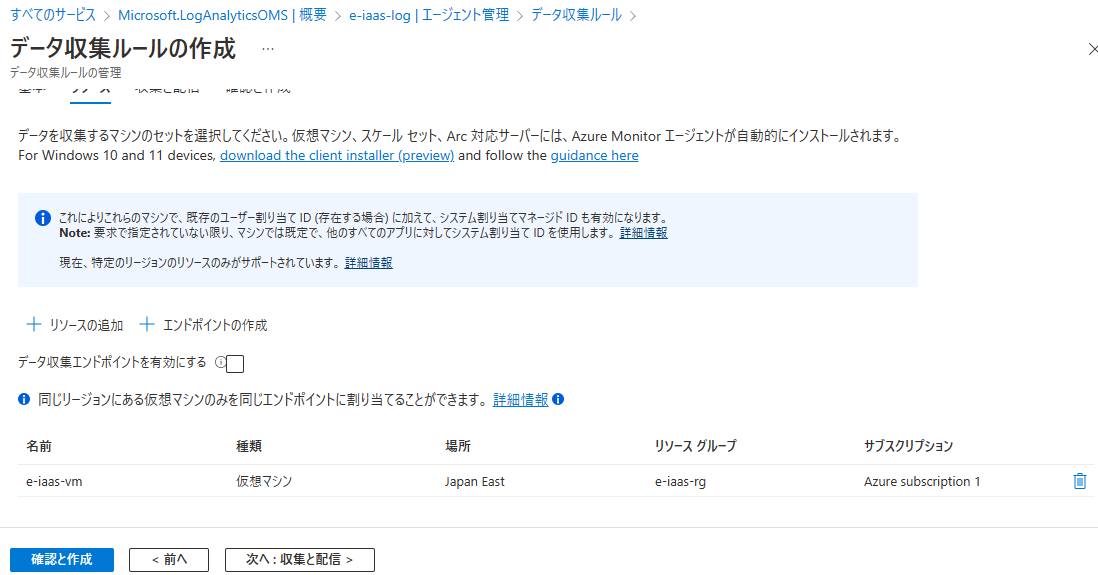 すべてのサービス > Microsoft.LogAnalyticsOMS | 概要 > e-iaas-log | エージェント管理 > データ収集ルール >
データ収集ルールの作成 …
データ収集ルールの管理
基本 リソース 収集と配信 確認と作成
データを収集するマシンのセットを選択してください。仮想マシン、スケール セット、Arc 対応サーバーには、Azure Monitor エージェントが自動的にインストールされます。
For Windows 10 and 11 devices, download the client installer (preview) and follow the guidance here
これによりこれらのマシンで、既存のユーザー割り当て ID (存在する場合) に加えて、システム割り当てマネージド ID も有効になります。
Note: 要求で指定されていない限り、マシンでは既定で、他のすべてのアプリに対してシステム割り当て ID を使用します。 詳細情報
現在、特定のリージョンのリソースのみがサポートされています。 詳細情報
+ リソースの追加 + エンドポイントの作成
データ収集エンドポイントを有効にする
同じリージョンにある仮想マシンのみを同じエンドポイントに割り当てることができます。 詳細情報
名前 種類 場所 リソース グループ サブスクリプション
e-iaas-vm 仮想マシン Japan East e-iaas-rg Azure subscription 1
確認と作成 < 前へ 次へ : 収集と配信 >